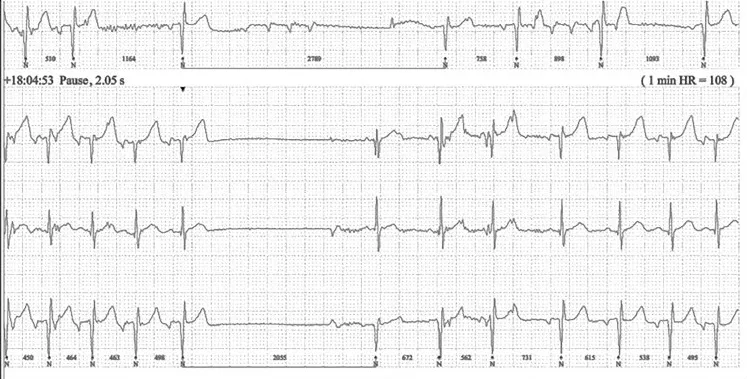 510 1164 2789 758 898 1093
N N N N N N N
+18:04:53 Pause, 2.05 s ( 1 min HR = 108 )
450 464 463 498 2055 672 562 731 615 538 495
N N N N N N N N N N N N